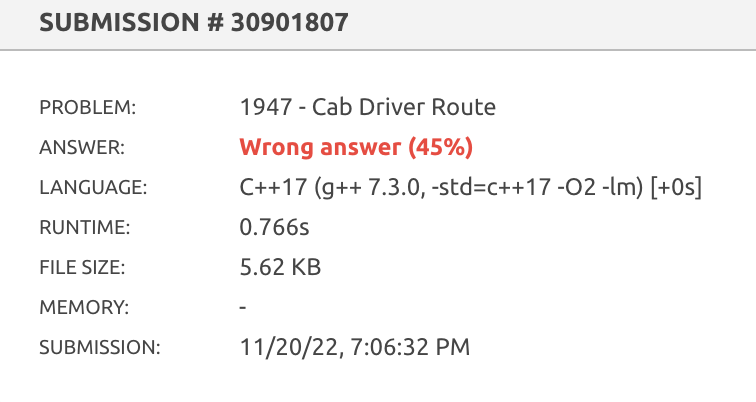 SUBMISSION # 30901807
PROBLEM: 1947 - Cab Driver Route
ANSWER: Wrong answer (45%)
LANGUAGE: C++17 (g++ 7.3.0, -std=c++17 -O2 -lm) [+0s]
RUNTIME: 0.766s
FILE SIZE: 5.62 KB
MEMORY: -
SUBMISSION: 11/20/22, 7:06:32 PM